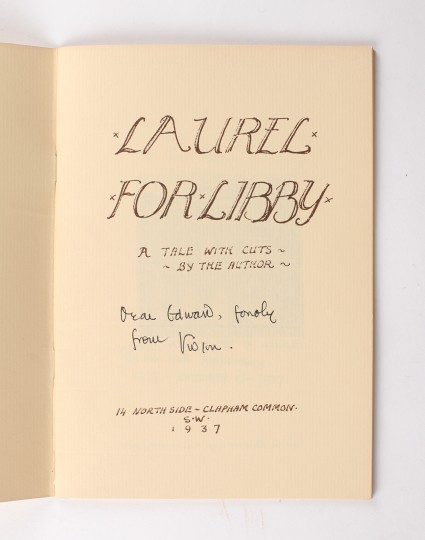 × LAUREL ×
× FOR × LIBBY ×
A TALE WITH CUTS ~
~ BY THE AUTHOR ~
Dear Edward, fondly
from Vivien.
14 NORTH SIDE ~ CLAPHAM COMMON.
S.W.
1937